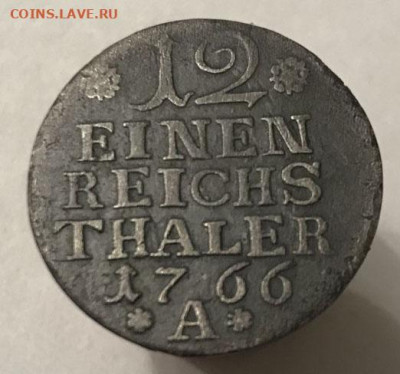 COINS.LAVE.RU
12
EINEN
REICHS
THALER
1766
A